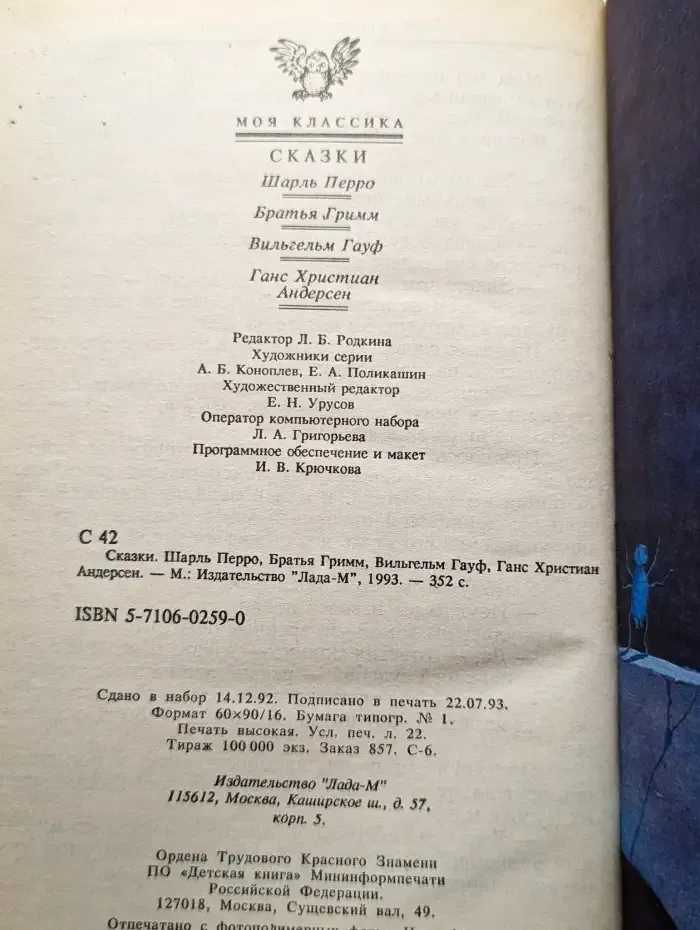 МОЯ КЛАССИКА
СКАЗКИ
Шарль Перро
Братья Гримм
Вильгельм Гауф
Ганс Христиан
Андерсен
Редактор Л. Б. Родкина
Художники серии
А. Б. Коноплев, Е. А. Поликашин
Художественный редактор
Е. Н. Урусов
Оператор компьютерного набора
Л. А. Григорьева
Программное обеспечение и макет
И. В. Крючкова
С 42
Сказки. Шарль Перро, Братья Гримм, Вильгельм Гауф, Ганс Христиан
Андерсен. — М.: Издательство "Лада-М", 1993. — 352 с.
ISBN 5-7106-0259-0
Сдано в набор 14.12.92. Подписано в печать 22.07.93.
Формат 60×90/16. Бумага типогр. № 1.
Печать высокая. Усл. печ. л. 22.
Тираж 100 000 экз. Заказ 857. С-6.
Издательство "Лада-М"
115612, Москва, Каширское ш., д. 57,
корп. 5.
Ордена Трудового Красного Знамени
ПО «Детская книга» Мининформпечати
Российской Федерации.
127018, Москва, Сущевский вал, 49.
Отпечатано с фотополимерных